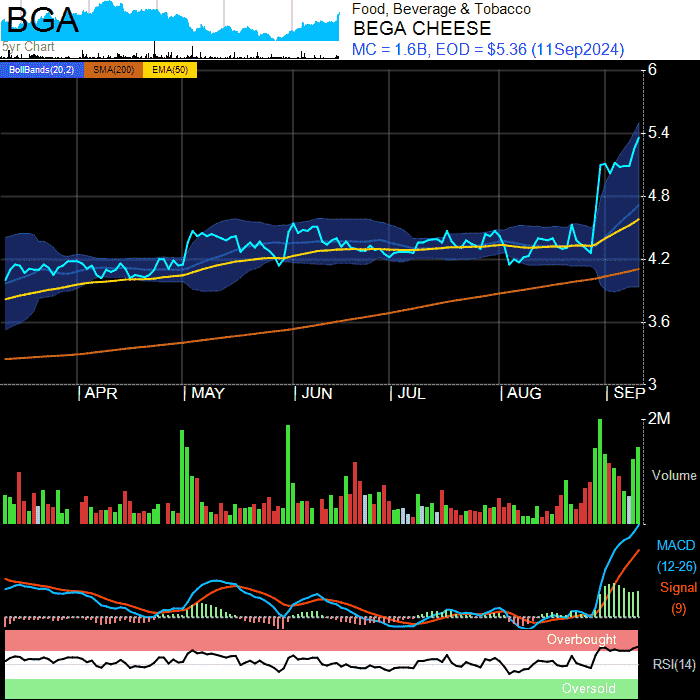 BGA
5yr Chart
Food, Beverage & Tobacco
BEGA CHEESE
MC = 1.6B, EOD = $5.36 (11Sep2024)
BollBands(20,2) SMA(200) EMA(50)
6
5.4
4.8
4.2
3.6
3
APR MAY JUN JUL AUG SEP
2M
Volume
MACD
(12-26)
Signal
(9)
Overbought
RSI(14)
Oversold